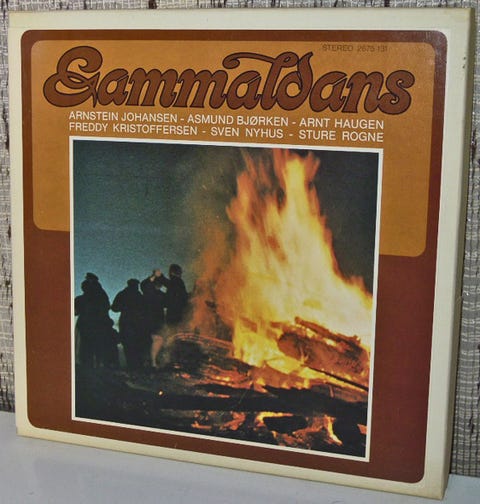 STEREO 2675 131
Gammaldans
ARNSTEIN JOHANSEN - ASMUND BJØRKEN - ARNT HAUGEN
FREDDY KRISTOFFERSEN - SVEN NYHUS - STURE ROGNE